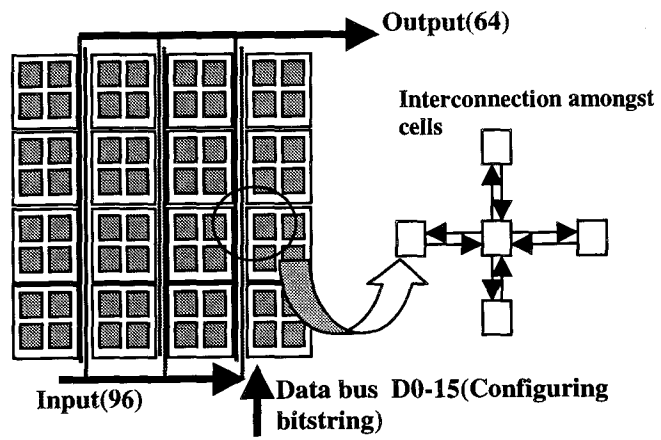 Output(64)
Interconnection amongst
cells
Input(96)
Data bus D0-15(Configuring
bitstring)